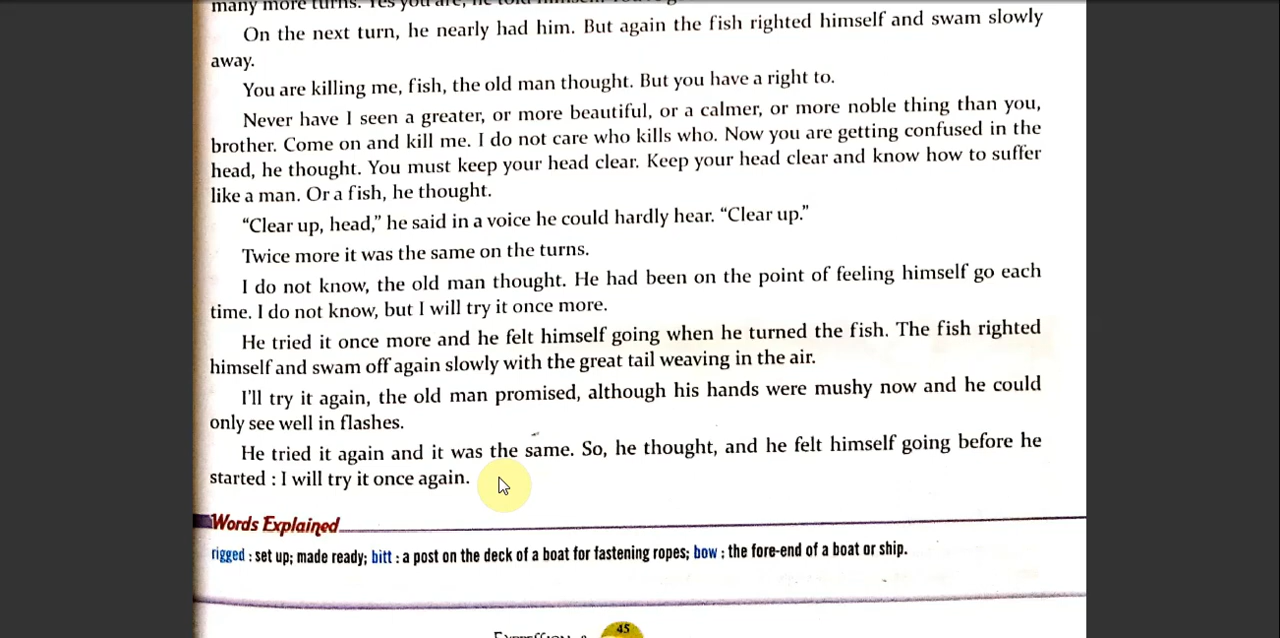 many more turns. Yes you are, he told
On the next turn, he nearly had him. But again the fish righted himself and swam slowly
away.
You are killing me, fish, the old man thought. But you have a right to.
Never have I seen a greater, or more beautiful, or a calmer, or more noble thing than you,
brother. Come on and kill me. I do not care who kills who. Now you are getting confused in the
head, he thought. You must keep your head clear. Keep your head clear and know how to suffer
like a man. Or a fish, he thought.
“Clear up, head,” he said in a voice he could hardly hear. “Clear up.”
Twice more it was the same on the turns.
I do not know, the old man thought. He had been on the point of feeling himself go each
time. I do not know, but I will try it once more.
He tried it once more and he felt himself going when he turned the fish. The fish righted
himself and swam off again slowly with the great tail weaving in the air.
I'll try it again, the old man promised, although his hands were mushy now and he could
only see well in flashes.
He tried it again and it was the same. So, he thought, and he felt himself going before he
started : I will try it once again.
Words Explained
rigged : set up; made ready; bitt : a post on the deck of a boat for fastening ropes; bow : the fore-end of a boat or ship.
45